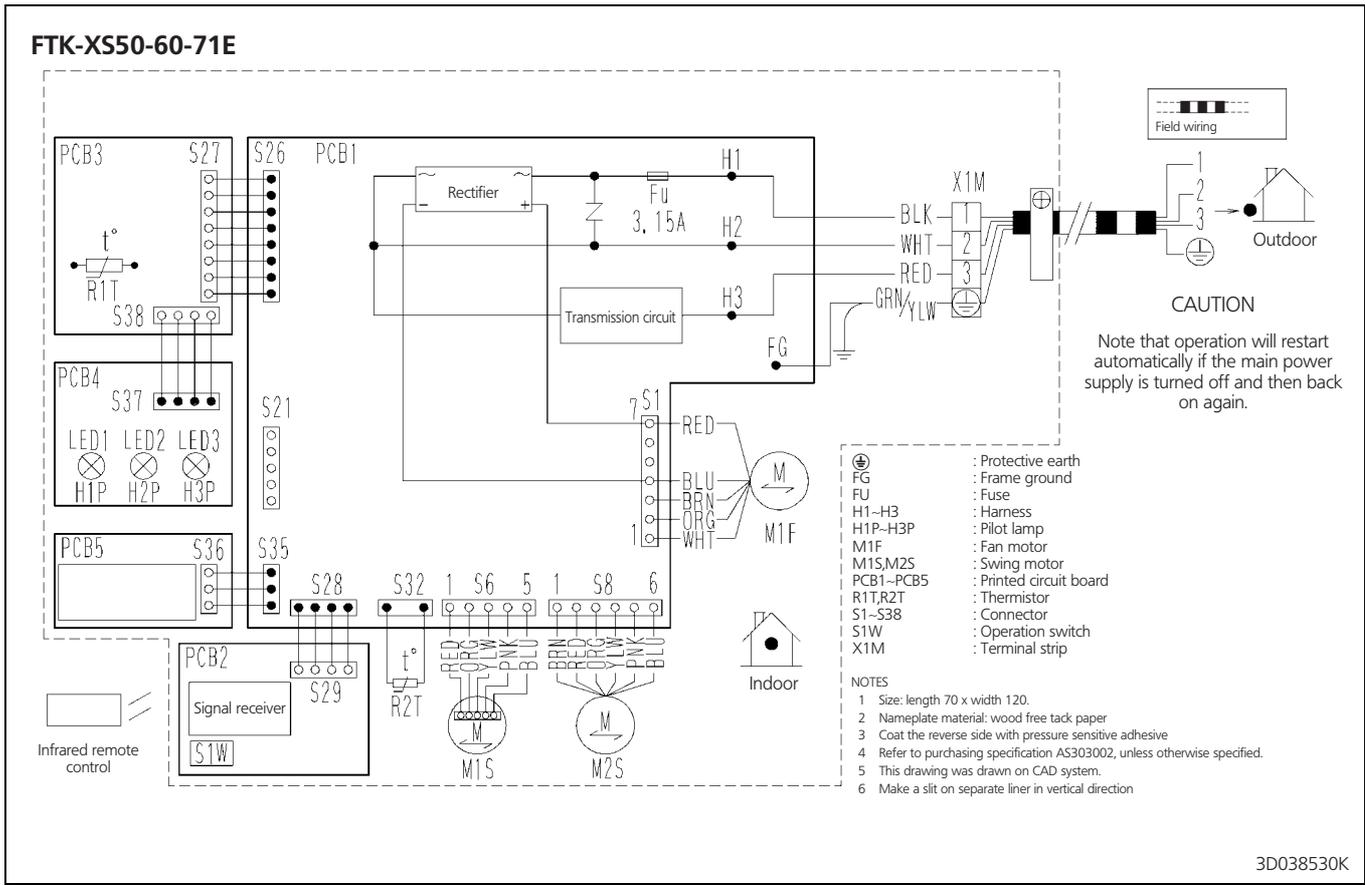 FTK-XS50-60-71E
Field wiring
PCB3
S27
S26
PCB1
Rectifier
~
~
−
+
Fu
3.15A
H1
H2
H3
X1M
BLK
WHT
RED
GRN/YLW
1
2
3
1
2
3
Outdoor
t°
R1T
S38
Transmission circuit
FG
CAUTION
Note that operation will restart
automatically if the main power
supply is turned off and then back
on again.
PCB4
S37
LED1 LED2 LED3
H1P H2P H3P
S21
7 S1
1
RED
BLU
BRN
ORG
WHT
M
M1F
PCB5
S36
S35
S28
S32
1 S6 5
1 S8 6
RED
ORG
YLW
PNK
BLU
BRN
RED
ORG
YLW
PNK
BLU
PCB2
S29
Signal receiver
S1W
t°
R2T
M
M1S
M
M2S
Indoor
Infrared remote
control
: Protective earth
FG : Frame ground
FU : Fuse
H1~H3 : Harness
H1P~H3P : Pilot lamp
M1F : Fan motor
M1S,M2S : Swing motor
PCB1~PCB5 : Printed circuit board
R1T,R2T : Thermistor
S1~S38 : Connector
S1W : Operation switch
X1M : Terminal strip
NOTES
1 Size: length 70 x width 120.
2 Nameplate material: wood free tack paper
3 Coat the reverse side with pressure sensitive adhesive
4 Refer to purchasing specification AS303002, unless otherwise specified.
5 This drawing was drawn on CAD system.
6 Make a slit on separate liner in vertical direction
3D038530K